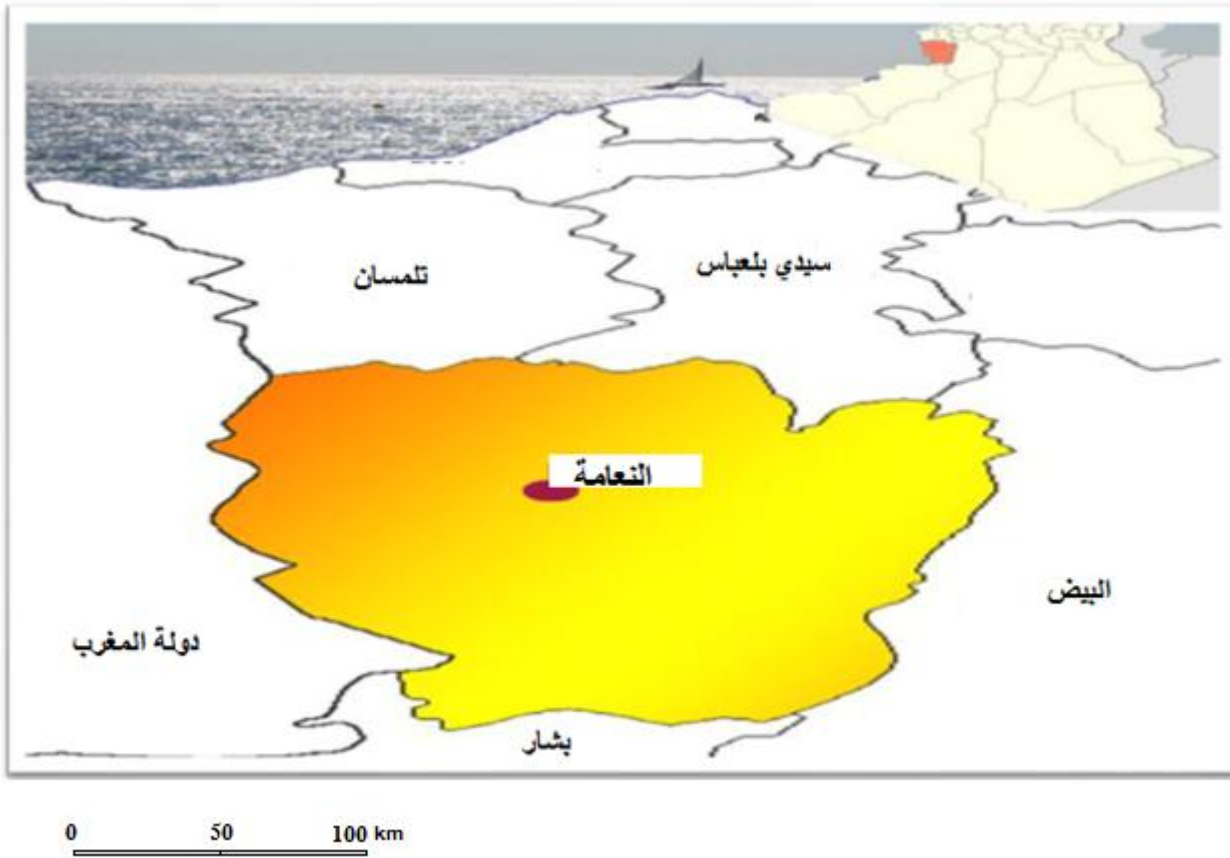 تلمسان
سيدي بلعباس
النعامة
البيض
دولة المغرب
بشار
0 50 100 km